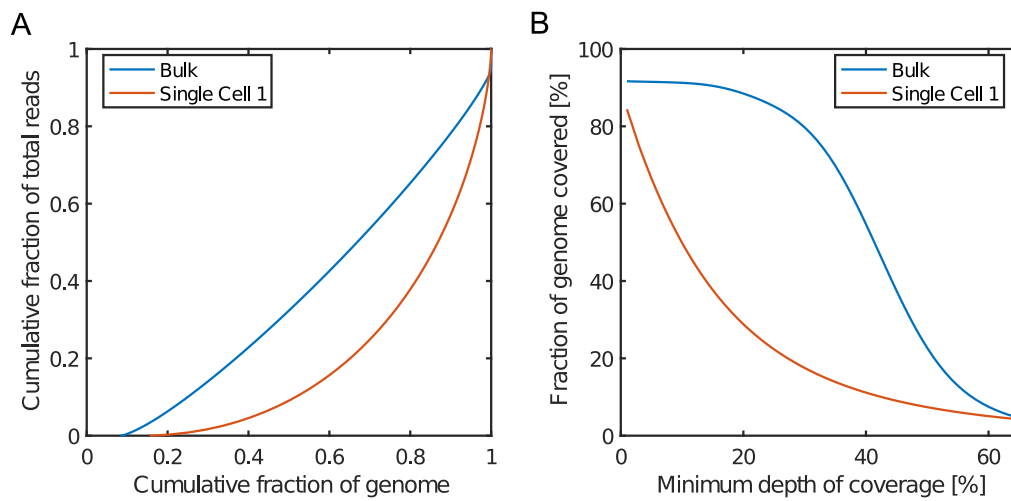 A
Bulk
Single Cell 1
Cumulative fraction of total reads
1
0.8
0.6
0.4
0.2
0
0 0.2 0.4 0.6 0.8 1
Cumulative fraction of genome
B
Bulk
Single Cell 1
Fraction of genome covered [%]
100
80
60
40
20
0
0 20 40 60
Minimum depth of coverage [%]